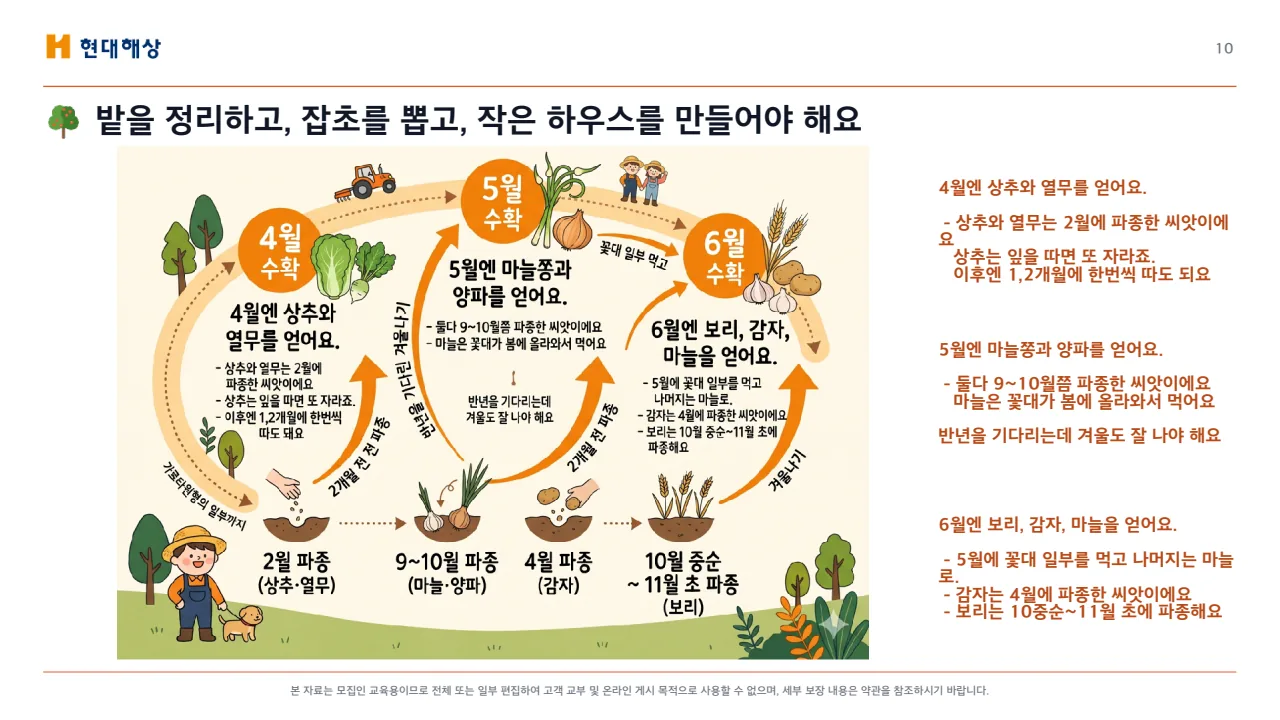 현대해상
10
밭을 정리하고, 잡초를 뽑고, 작은 하우스를 만들어야 해요
4월
수확
4월엔 상추와
열무를 얻어요.
- 상추와 열무는 2월에
파종한 씨앗이에요
- 상추는 잎을 따면 또 자라죠.
- 이후엔 1,2개월에 한번씩
따도 돼요
가로타원형의 일부까지
2개월 전 전 파종
5월
수확
5월엔 마늘쫑과
양파를 얻어요.
- 둘다 9~10월쯤 파종한 씨앗이에요
- 마늘은 꽃대가 봄에 올라와서 먹어요
반년을 기다리는데
겨울도 잘 나야 해요
반년을 기다린 겨울나기
꽃대 일부 먹고
6월
수확
6월엔 보리, 감자,
마늘을 얻어요.
- 5월에 꽃대 일부를 먹고
나머지는 마늘로.
- 감자는 4월에 파종한 씨앗이에요
- 보리는 10월 중순~11월 초에
파종해요
2개월 전 파종
겨울나기
2월 파종
(상추·열무)
9~10월 파종
(마늘·양파)
4월 파종
(감자)
10월 중순
~ 11월 초 파종
(보리)
4월엔 상추와 열무를 얻어요.
- 상추와 열무는 2월에 파종한 씨앗이에
요
상추는 잎을 따면 또 자라죠.
이후엔 1,2개월에 한번씩 따도 되요
5월엔 마늘쫑과 양파를 얻어요.
- 둘다 9~10월쯤 파종한 씨앗이에요
마늘은 꽃대가 봄에 올라와서 먹어요
반년을 기다리는데 겨울도 잘 나야 해요
6월엔 보리, 감자, 마늘을 얻어요.
- 5월에 꽃대 일부를 먹고 나머지는 마늘
로.
- 감자는 4월에 파종한 씨앗이에요
- 보리는 10중순~11월 초에 파종해요
본 자료는 모집인 교육용이므로 전체 또는 일부 편집하여 고객 교부 및 온라인 게시 목적으로 사용할 수 없으며, 세부 보장 내용은 약관을 참조하시기 바랍니다.